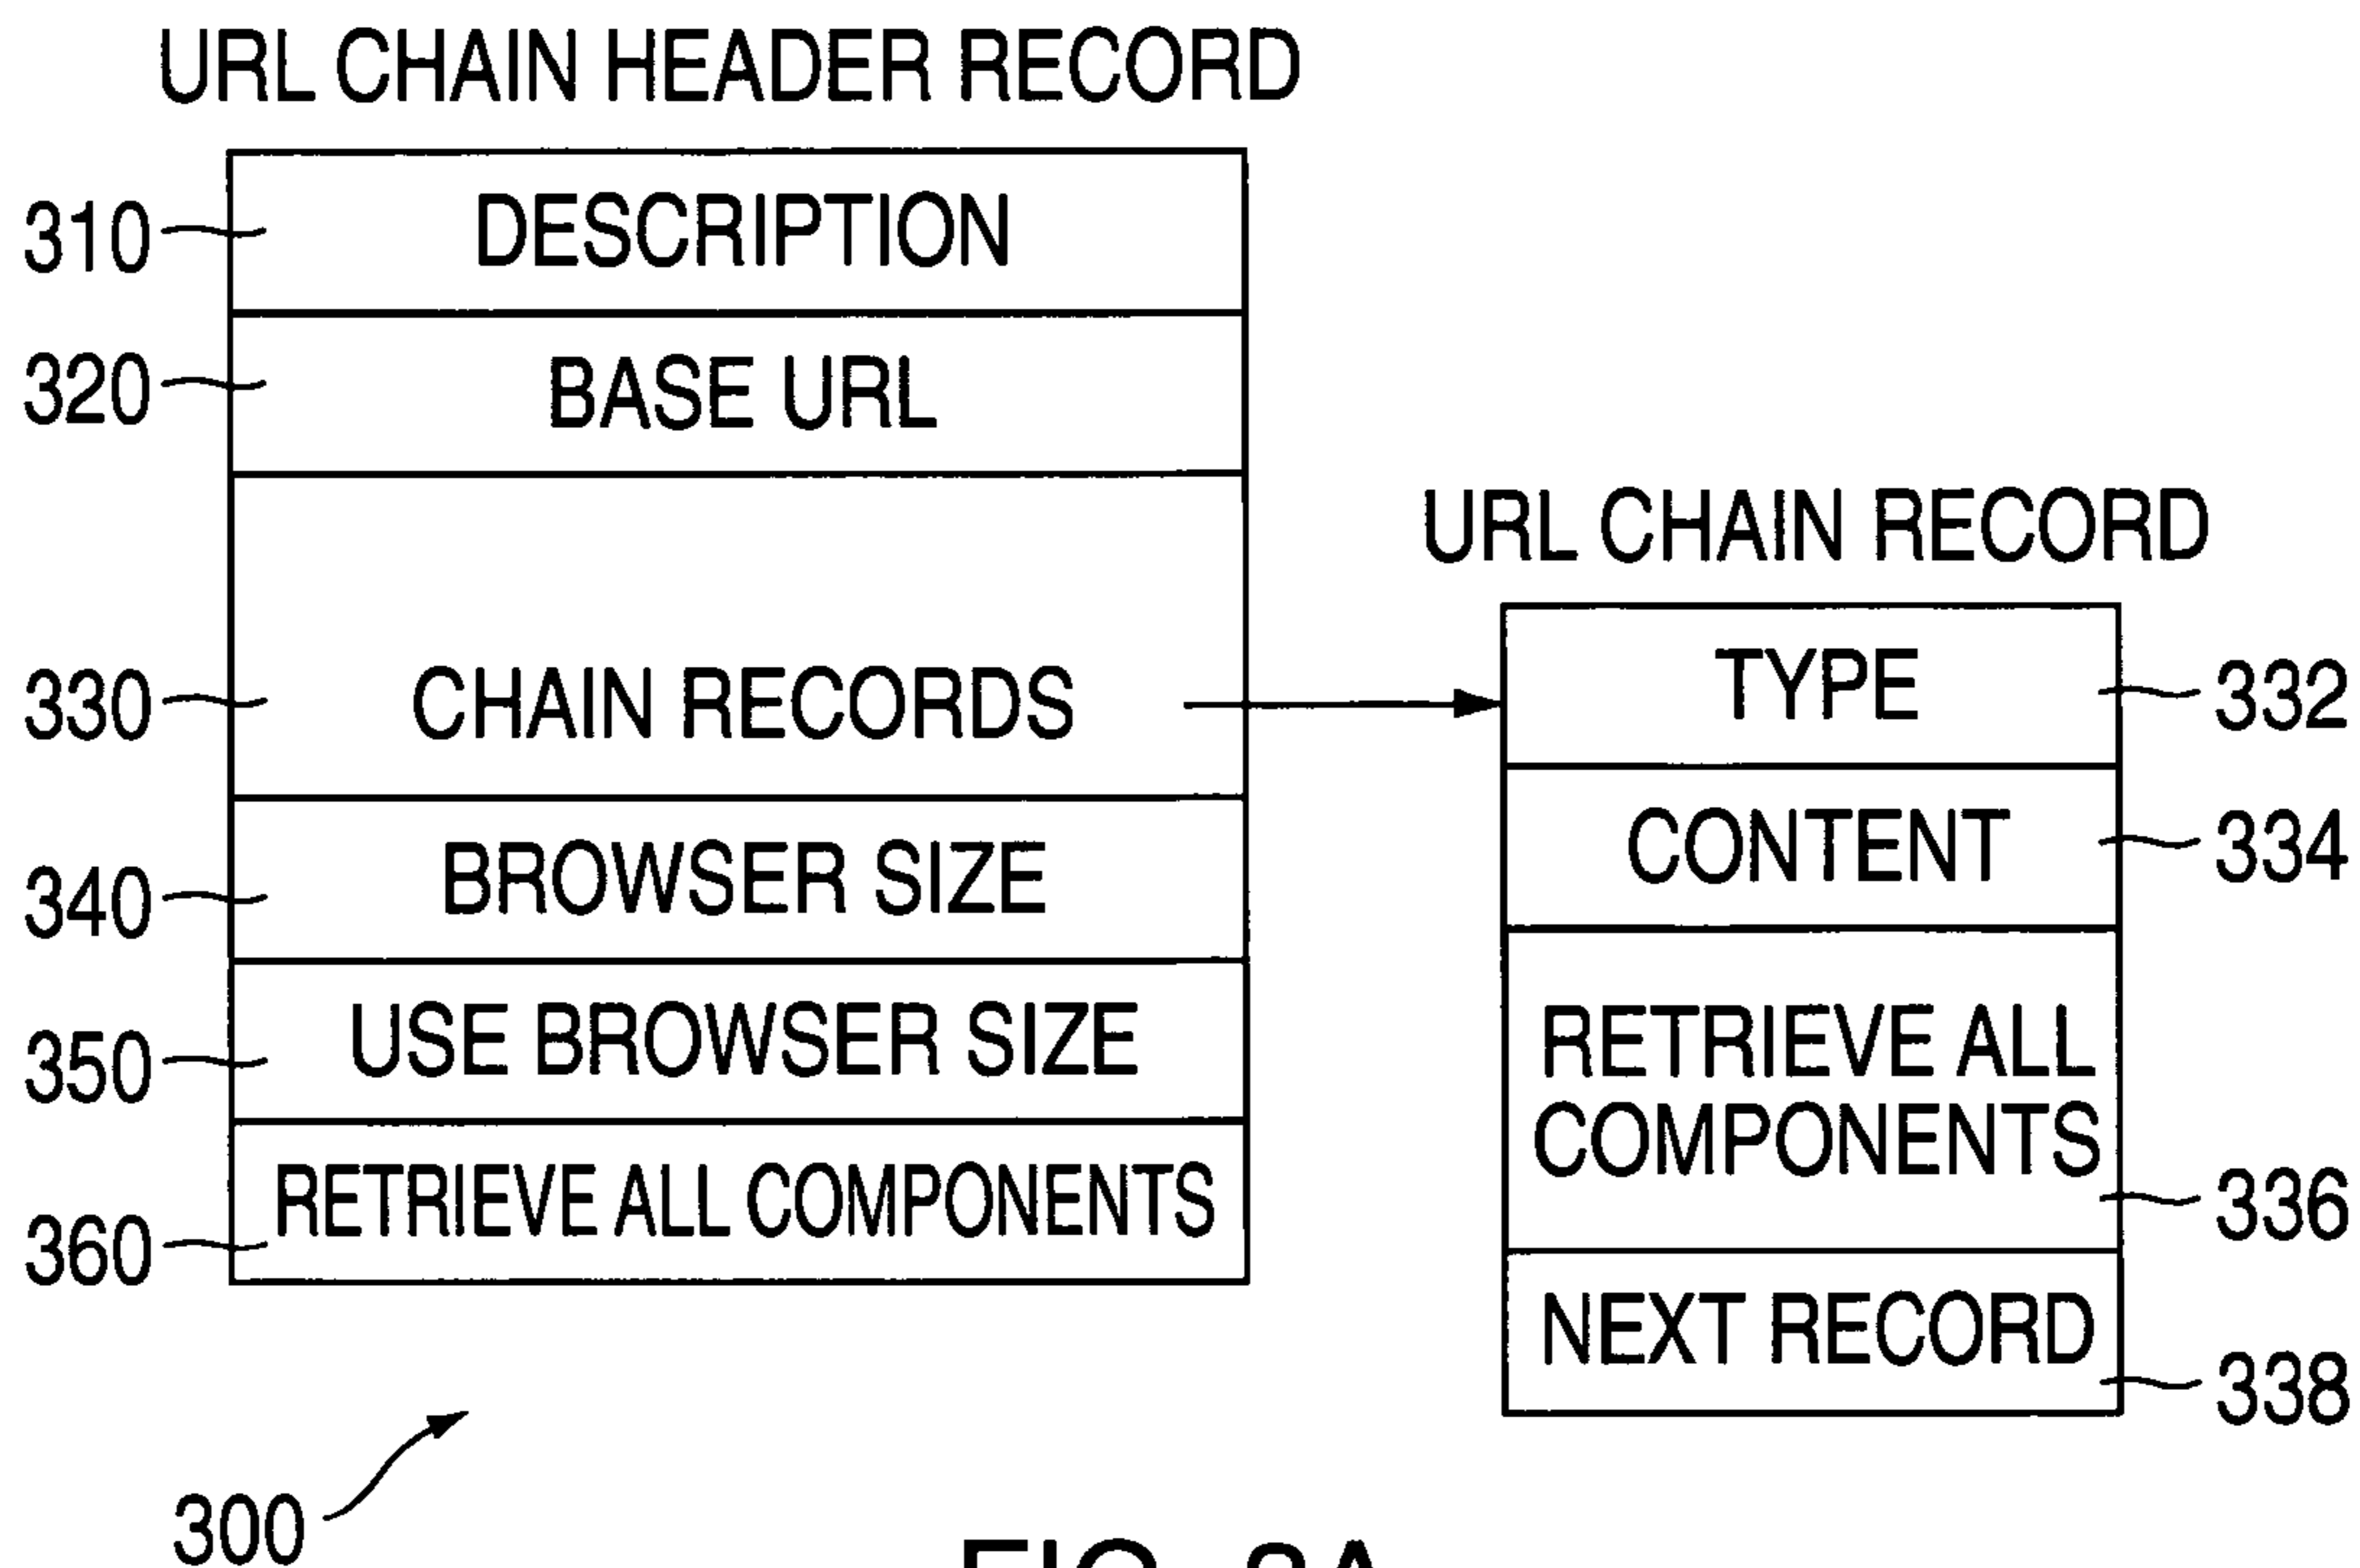 URL CHAIN HEADER RECORD
310
DESCRIPTION
320
BASE URL
330
CHAIN RECORDS
340
BROWSER SIZE
350
USE BROWSER SIZE
360
RETRIEVE ALL COMPONENTS
URL CHAIN RECORD
TYPE
332
CONTENT
334
RETRIEVE ALL
COMPONENTS
336
NEXT RECORD
338
300